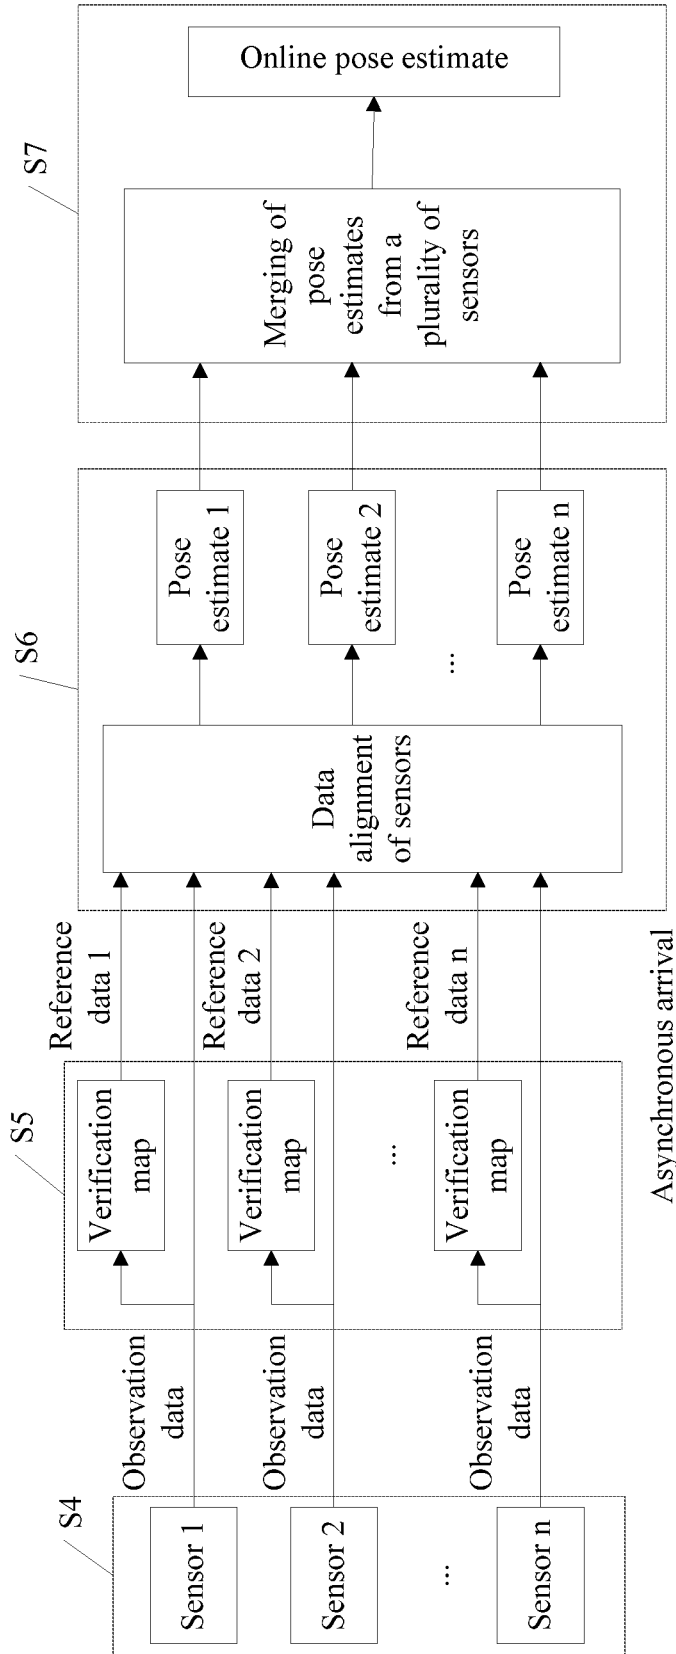 S4
Sensor 1
Sensor 2
...
Sensor n
Observation
data
Observation
data
Observation
data
S5
Verification
map
Verification
map
...
Verification
map
Reference
data 1
Reference
data 2
Reference
data n
Asynchronous arrival
S6
Data
alignment
of sensors
Pose
estimate 1
Pose
estimate 2
...
Pose
estimate n
S7
Merging of
pose
estimates
from a
plurality of
sensors
Online pose estimate